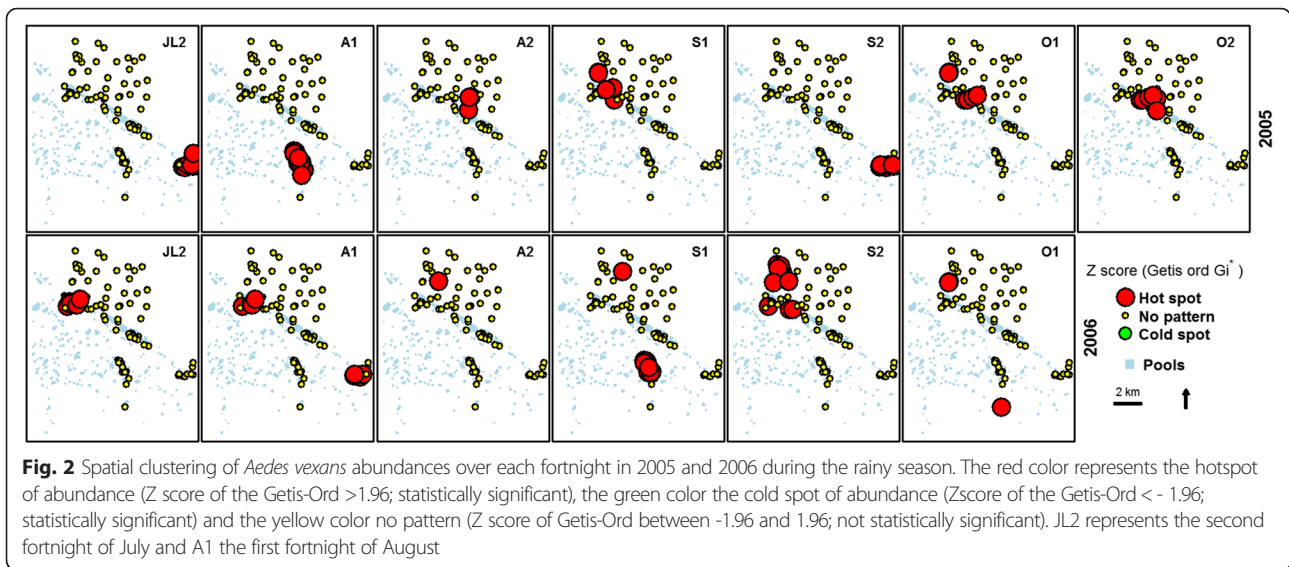 JL2 A1 A2 S1 S2 O1 O2
2005
JL2 A1 A2 S1 S2 O1
2006
Z score (Getis ord Gi*)
Hot spot
No pattern
Cold spot
Pools
2 km
Fig. 2 Spatial clustering of Aedes vexans abundances over each fortnight in 2005 and 2006 during the rainy season. The red color represents the hotspot
of abundance (Z score of the Getis-Ord >1.96; statistically significant), the green color the cold spot of abundance (Zscore of the Getis-Ord < - 1.96;
statistically significant) and the yellow color no pattern (Z score of Getis-Ord between -1.96 and 1.96; not statistically significant). JL2 represents the second
fortnight of July and A1 the first fortnight of August